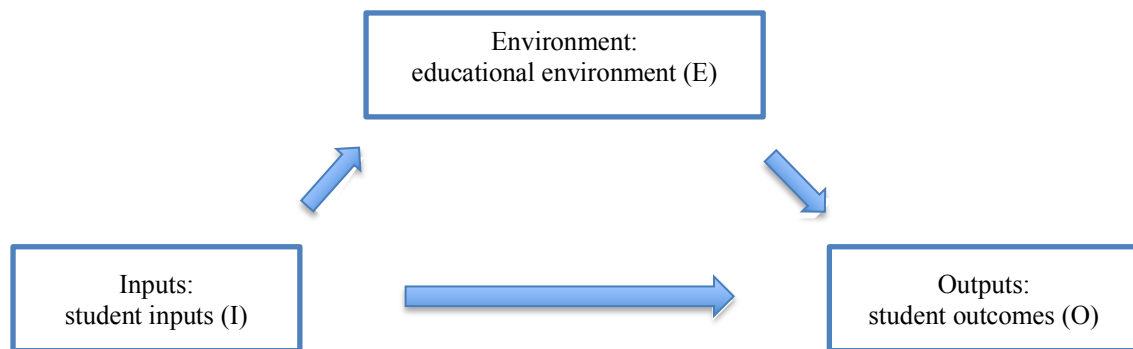 Environment:
educational environment (E)
Inputs:
student inputs (I)
Outputs:
student outcomes (O)